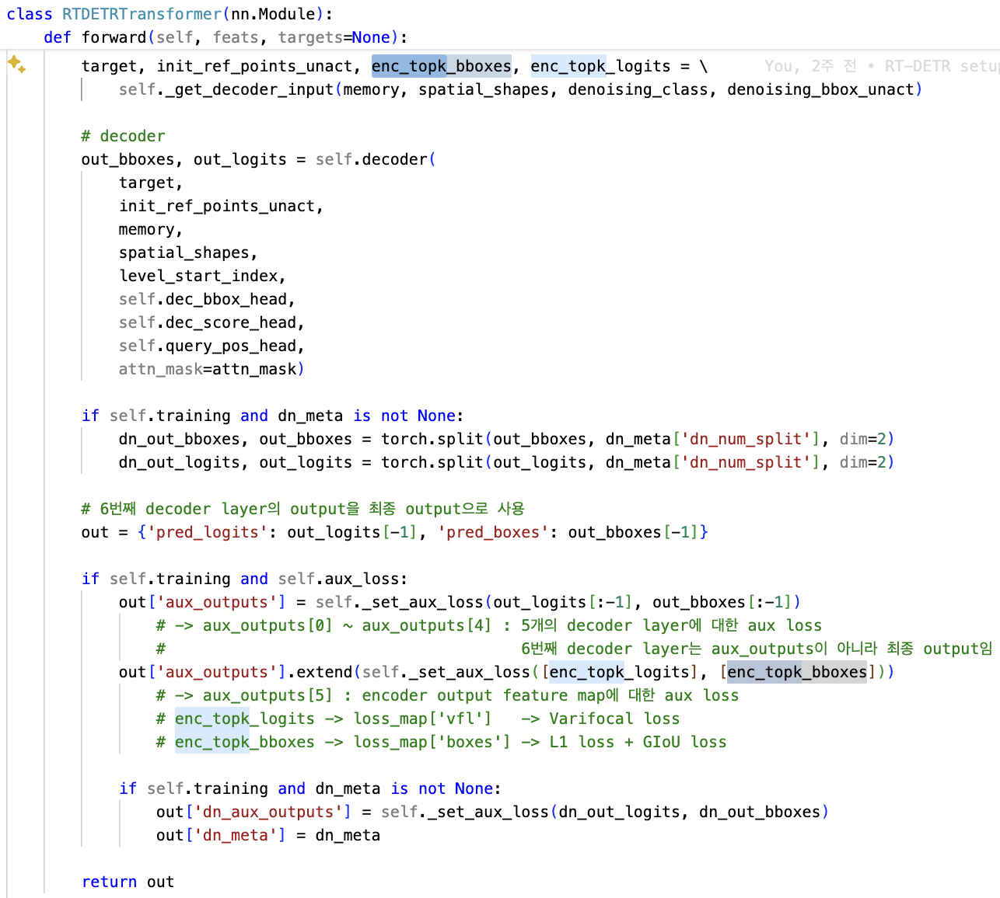 class RTDETRTransformer(nn.Module):
    def forward(self, feats, targets=None):
        target, init_ref_points_unact, enc_topk_bboxes, enc_topk_logits = \      You, 2주 전 • RT-DETR setup
            self._get_decoder_input(memory, spatial_shapes, denoising_class, denoising_bbox_unact)
        # decoder
        out_bboxes, out_logits = self.decoder(
            target,
            init_ref_points_unact,
            memory,
            spatial_shapes,
            level_start_index,
            self.dec_bbox_head,
            self.dec_score_head,
            self.query_pos_head,
            attn_mask=attn_mask)
        if self.training and dn_meta is not None:
            dn_out_bboxes, out_bboxes = torch.split(out_bboxes, dn_meta['dn_num_split'], dim=2)
            dn_out_logits, out_logits = torch.split(out_logits, dn_meta['dn_num_split'], dim=2)
        # 6번째 decoder layer의 output을 최종 output으로 사용
        out = {'pred_logits': out_logits[-1], 'pred_boxes': out_bboxes[-1]}
        if self.training and self.aux_loss:
            out['aux_outputs'] = self._set_aux_loss(out_logits[:-1], out_bboxes[:-1])
                # -> aux_outputs[0] ~ aux_outputs[4] : 5개의 decoder layer에 대한 aux loss
                #                                      6번째 decoder layer는 aux_outputs이 아니라 최종 output임
            out['aux_outputs'].extend(self._set_aux_loss([enc_topk_logits], [enc_topk_bboxes]))
                # -> aux_outputs[5] : encoder output feature map에 대한 aux loss
                # enc_topk_logits -> loss_map['vfl']   -> Varifocal loss
                # enc_topk_bboxes -> loss_map['boxes'] -> L1 loss + GIoU loss
            if self.training and dn_meta is not None:
                out['dn_aux_outputs'] = self._set_aux_loss(dn_out_logits, dn_out_bboxes)
                out['dn_meta'] = dn_meta
        return out